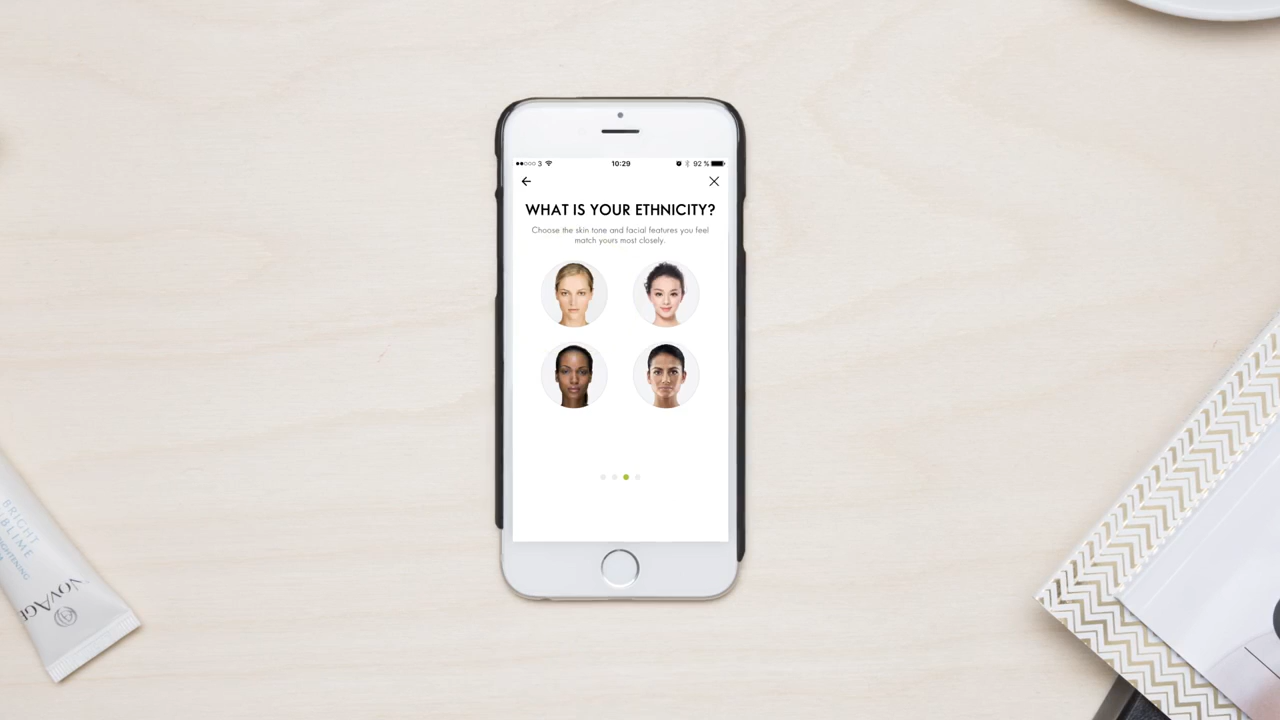 3 10:29 92 %
WHAT IS YOUR ETHNICITY?
Choose the skin tone and facial features you feel
match yours most closely.
BRIGHT
NOVAGE